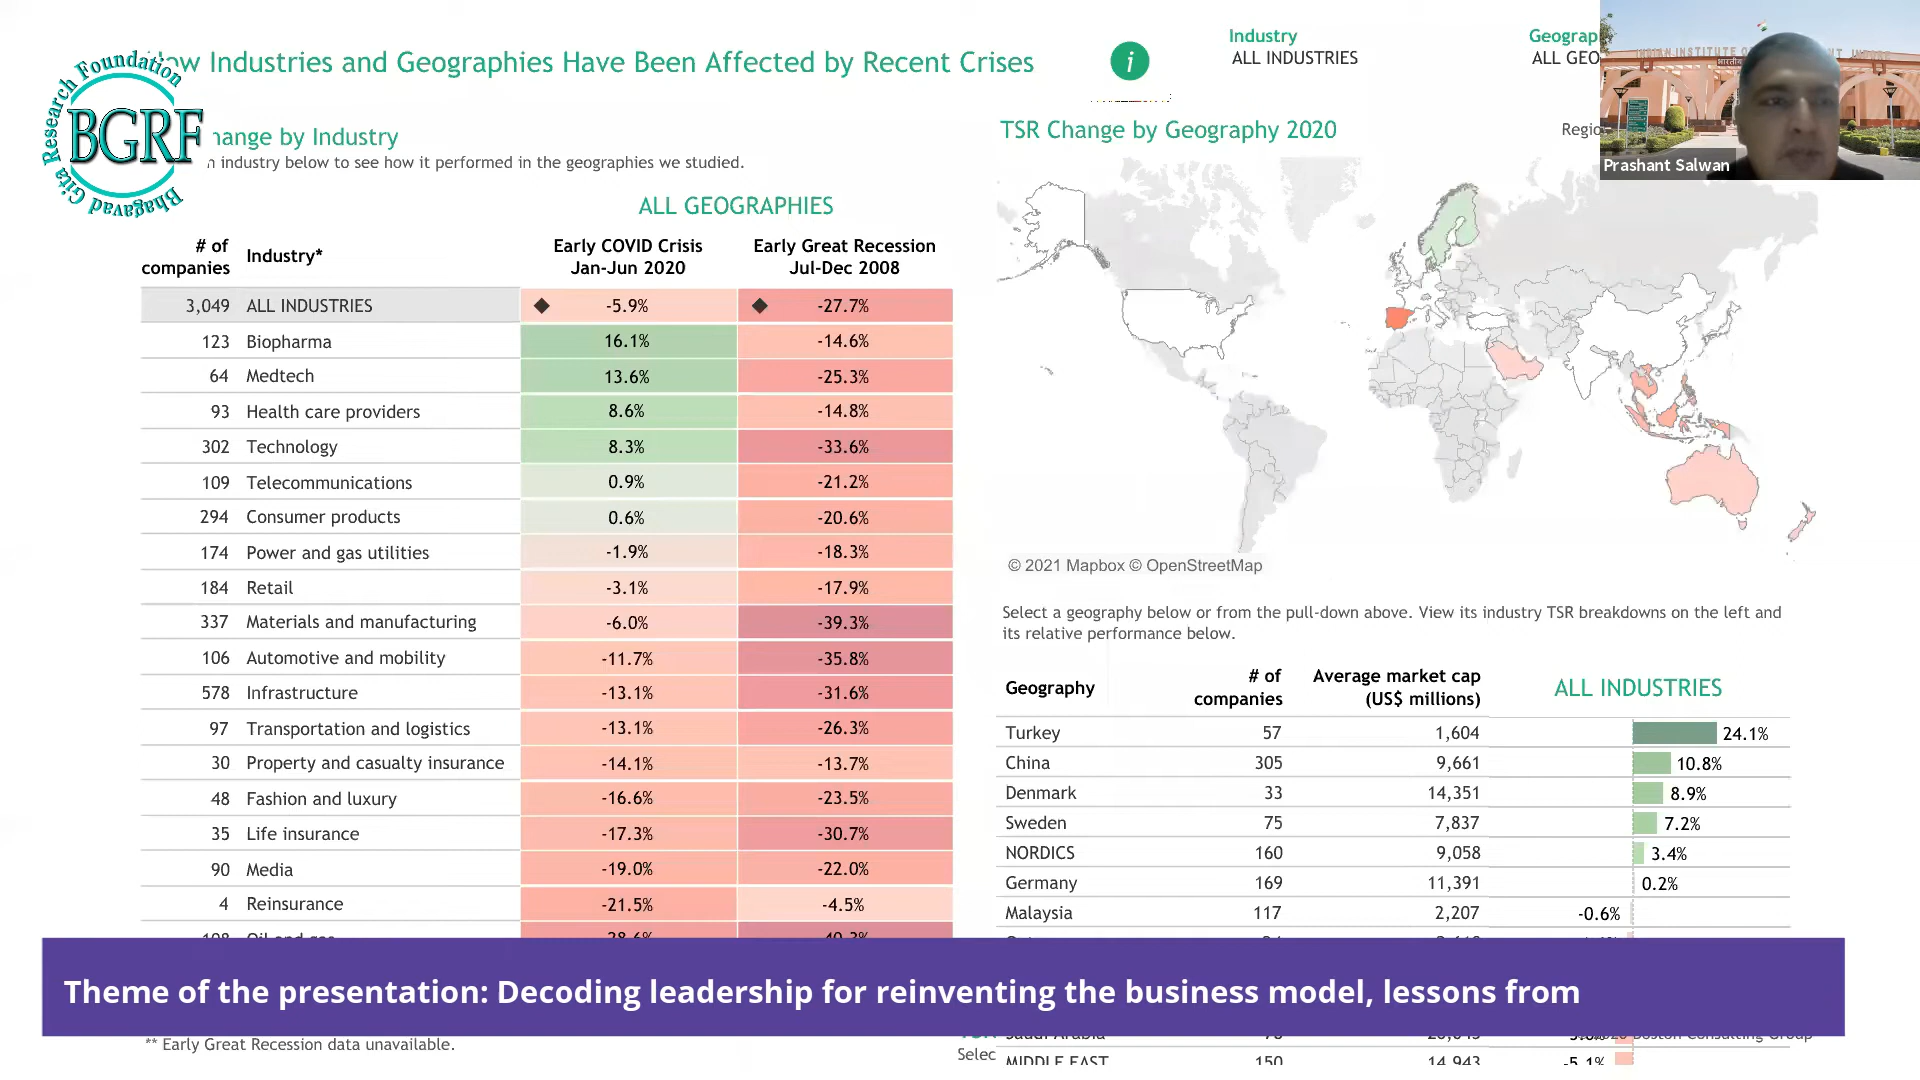 How Industries and Geographies Have Been Affected by Recent Crises
i
Industry
ALL INDUSTRIES
Geograp
ALL GEO
Bhagavad Gita Research Foundation
BGRF
hange by Industry
n industry below to see how it performed in the geographies we studied.
TSR Change by Geography 2020
Regio
Prashant Salwan
ALL GEOGRAPHIES
# of companies Industry* Early COVID Crisis Jan-Jun 2020 Early Great Recession Jul-Dec 2008
3,049 ALL INDUSTRIES -5.9% -27.7%
123 Biopharma 16.1% -14.6%
64 Medtech 13.6% -25.3%
93 Health care providers 8.6% -14.8%
302 Technology 8.3% -33.6%
109 Telecommunications 0.9% -21.2%
294 Consumer products 0.6% -20.6%
174 Power and gas utilities -1.9% -18.3%
184 Retail -3.1% -17.9%
337 Materials and manufacturing -6.0% -39.3%
106 Automotive and mobility -11.7% -35.8%
578 Infrastructure -13.1% -31.6%
97 Transportation and logistics -13.1% -26.3%
30 Property and casualty insurance -14.1% -13.7%
48 Fashion and luxury -16.6% -23.5%
35 Life insurance -17.3% -30.7%
90 Media -19.0% -22.0%
4 Reinsurance -21.5% -4.5%
** Early Great Recession data unavailable.
© 2021 Mapbox © OpenStreetMap
Select a geography below or from the pull-down above. View its industry TSR breakdowns on the left and
its relative performance below.
Geography # of companies Average market cap (US$ millions) ALL INDUSTRIES
Turkey 57 1,604 24.1%
China 305 9,661 10.8%
Denmark 33 14,351 8.9%
Sweden 75 7,837 7.2%
NORDICS 160 9,058 3.4%
Germany 169 11,391 0.2%
Malaysia 117 2,207 -0.6%
Theme of the presentation: Decoding leadership for reinventing the business model, lessons from
Saudi Arabia
Boston Consulting Group
Selec
MIDDLE EAST 150 14,943 -5.1%